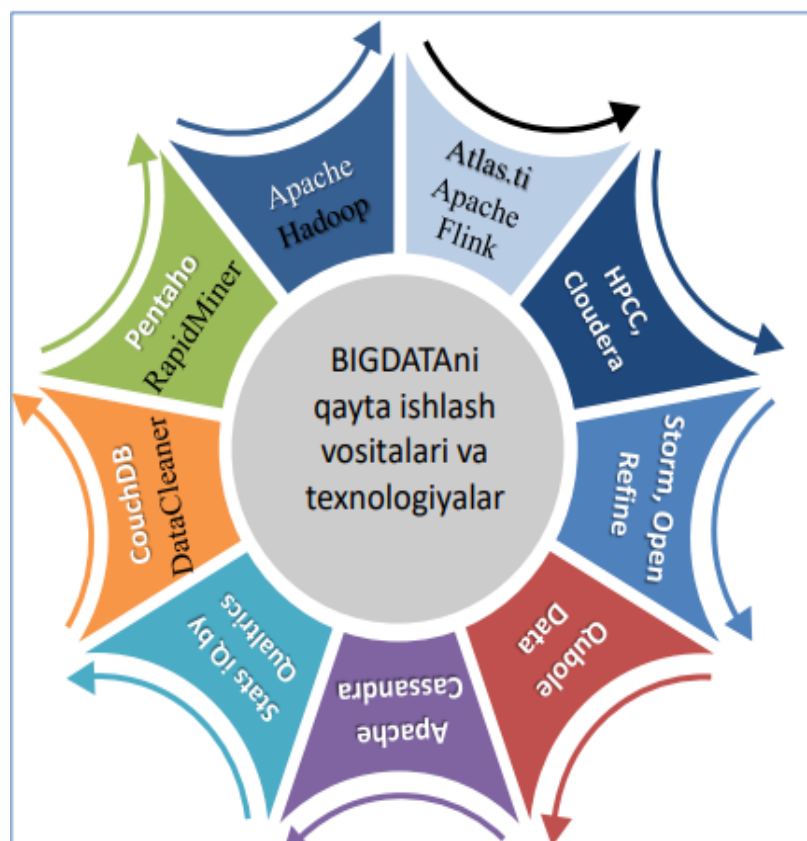 BIGDATAni
qayta ishlash
vositalari va
texnologiyalar
Atlas.ti
Apache
Flink
HPCC,
Cloudera
Storm, Open
Refine
Qubole
Data
Apache
Cassandra
Stats iQ by
Qualtrics
CouchDB
DataCleaner
Pentaho
RapidMiner
Apache
Hadoop